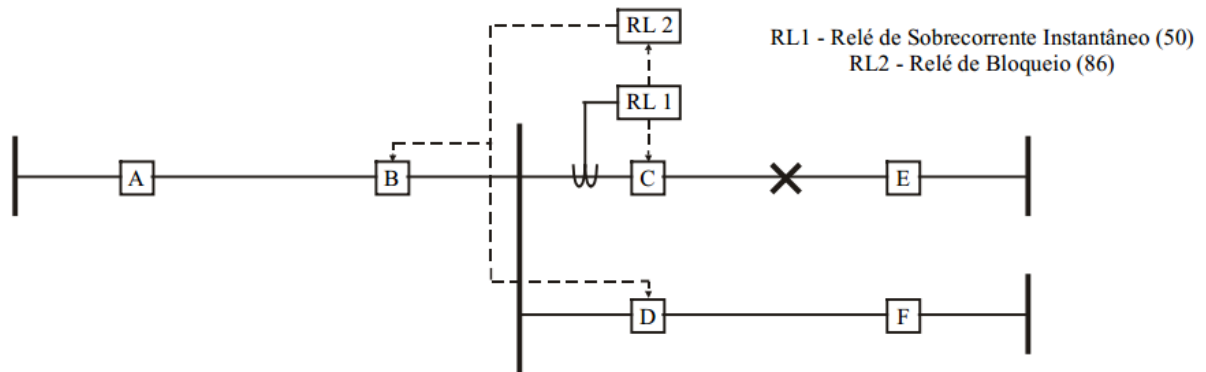 RL 2
RL1 - Relé de Sobrecorrente Instantâneo (50)
RL2 - Relé de Bloqueio (86)
RL 1
A
B
C
E
D
F